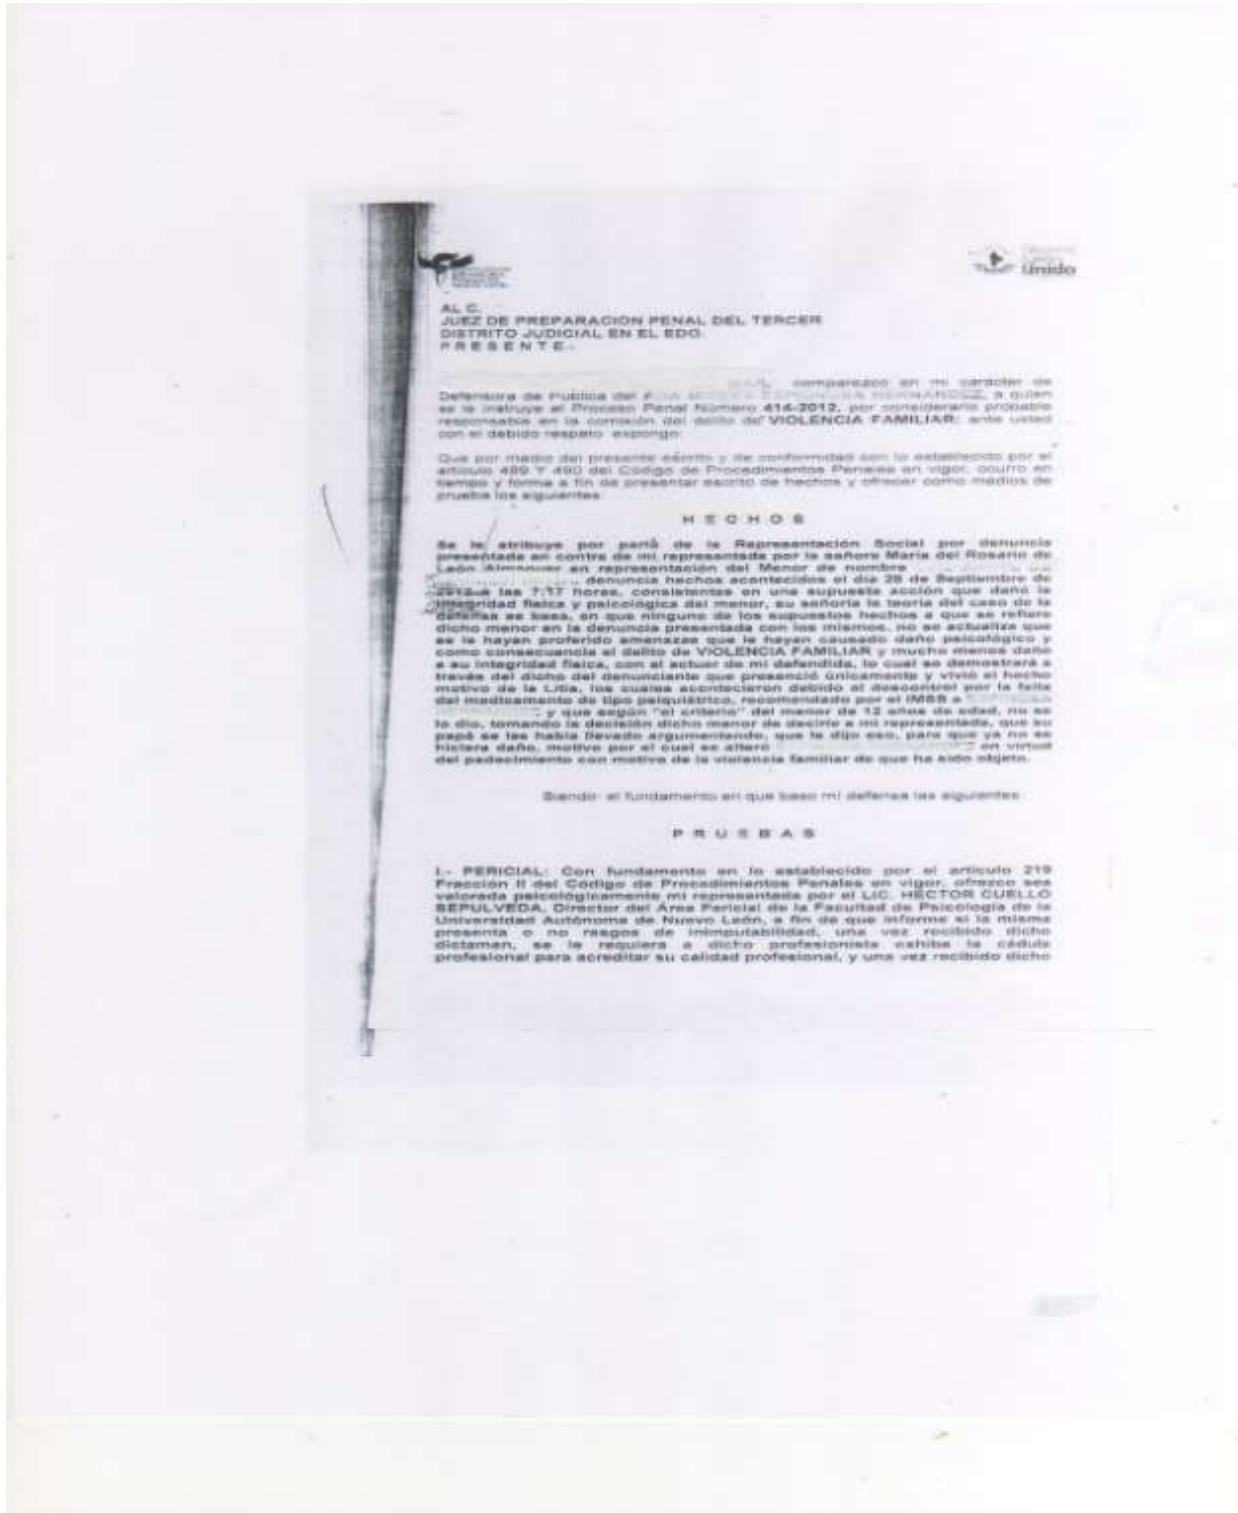 Unido
AL C.
JUEZ DE PREPARACION PENAL DEL TERCER
DISTRITO JUDICIAL EN EL EDO.
P R E S E N T E.-
comparezco en mi carácter de
Defensora de Publica del HERNANDEZ, a quien
se le instruye el Proceso Penal Número 414-2012, por considerarlo probable
responsable en la comisión del delito de VIOLENCIA FAMILIAR; ante usted
con el debido respeto expongo:
Que por medio del presente escrito y de conformidad con lo establecido por el
artículo 489 Y 490 del Código de Procedimientos Penales en vigor, ocurro en
tiempo y forma a fin de presentar escrito de hechos y ofrecer como medios de
prueba los siguientes:
H E C H O S
Se le atribuye por parte de la Representación Social por denuncia
presentada en contra de mi representada por la señora Maria del Rosario de
León Almaguer en representación del Menor de nombre
denuncia hechos acontecidos el día 28 de Septiembre de
a las 7:17 horas, consistentes en una supuesta acción que dañó la
integridad física y psicológica del menor, su señoría la teoría del caso de la
defensa se basa, en que ninguno de los supuestos hechos a que se refiere
dicho menor en la denuncia presentada con los mismos, no se actualiza que
se le hayan proferido amenazas que le hayan causado daño psicológico y
como consecuencia el delito de VIOLENCIA FAMILIAR y mucho menos daño
a su integridad física, con el actuar de mi defendida, lo cual se demostrará a
través del dicho del denunciante que presenció únicamente y vivió el hecho
motivo de la Litis, los cuales acontecieron debido al descontrol por la falta
del medicamento de tipo psiquiátrico, recomendado por el IMSS a
y que según "el criterio" del menor de 12 años de edad, no se
lo dio, tomando la decisión dicho menor de decirle a mi representada, que su
papá se las había llevado argumentando, que le dijo eso, para que ya no se
hiciera daño, motivo por el cual se alteró en virtud
del padecimiento con motivo de la violencia familiar de que ha sido objeto.
Siendo el fundamento en que baso mi defensa las siguientes:
P R U E B A S
I.- PERICIAL: Con fundamento en lo establecido por el artículo 219
Fracción II del Código de Procedimientos Penales en vigor, ofrezco sea
valorada psicológicamente mi representada por el LIC. HÉCTOR CUELLO
SEPULVEDA, Director del Área Pericial de la Facultad de Psicología de la
Universidad Autónoma de Nuevo León, a fin de que informe si la misma
presenta o no rasgos de inimputabilidad, una vez recibido dicho
dictamen, se le requiera a dicho profesionista exhiba la cédula
profesional para acreditar su calidad profesional, y una vez recibido dicho